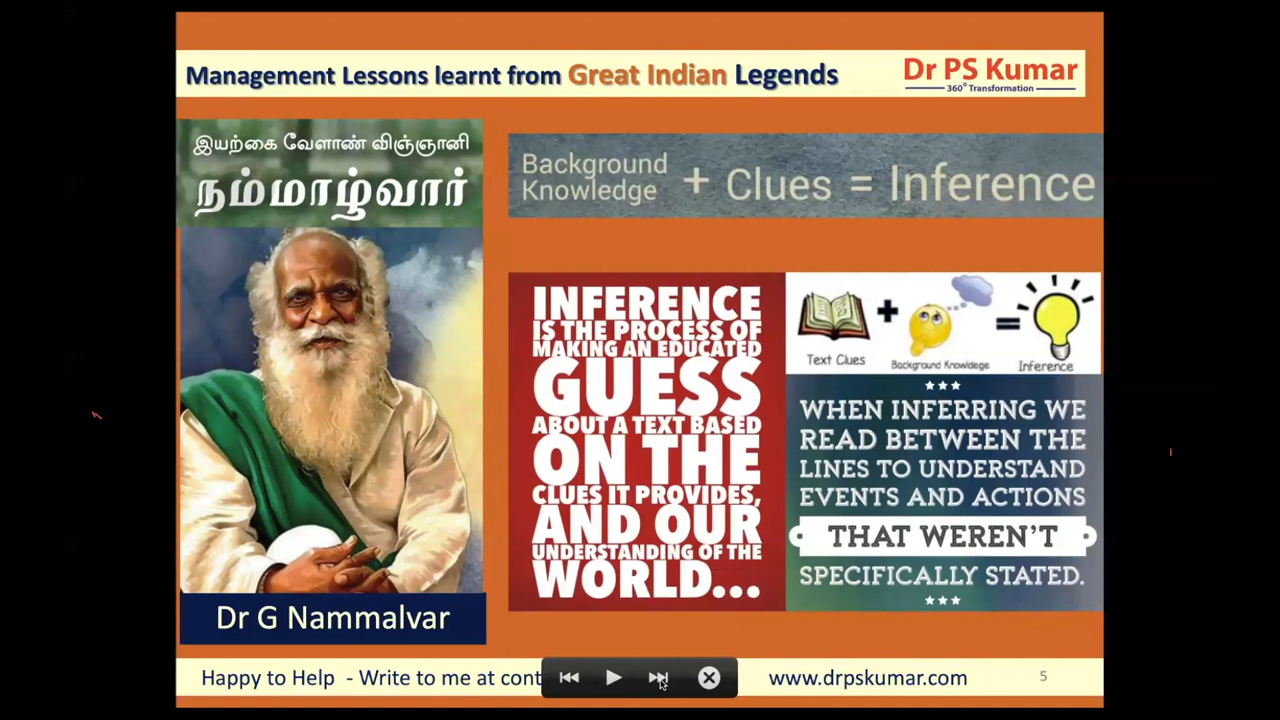 Management Lessons learnt from Great Indian Legends
Dr PS Kumar
360° Transformation
இயற்கை வேளாண் விஞ்ஞானி
நம்மாழ்வார்
Dr G Nammalvar
Background
Knowledge + Clues = Inference
INFERENCE
IS THE PROCESS OF
MAKING AN EDUCATED
GUESS
ABOUT A TEXT BASED
ON THE
CLUES IT PROVIDES,
AND OUR
UNDERSTANDING OF THE
WORLD...
+ =
Text Clues Background Knowledge Inference
WHEN INFERRING WE
READ BETWEEN THE
LINES TO UNDERSTAND
EVENTS AND ACTIONS
THAT WEREN'T
SPECIFICALLY STATED.
Happy to Help - Write to me at cont
www.drpskumar.com
5